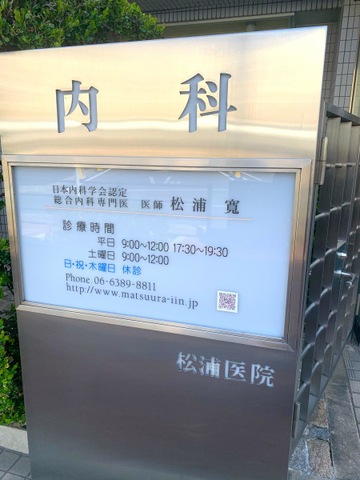 内 科
日本内科学会認定
総合内科専門医 医師 松浦 寛
診療時間
平日 9:00~12:00 17:30~19:30
土曜日 9:00~12:00
日・祝・木曜日 休診
Phone.06-6389-8811
http://www.matsuura-iin.jp
松浦医院